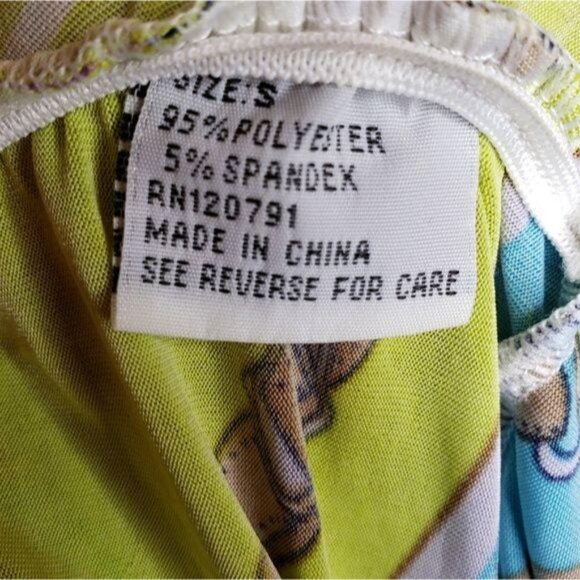 SIZE:S
95%POLYESTER
5% SPANDEX
RN120791
MADE IN CHINA
SEE REVERSE FOR CARE